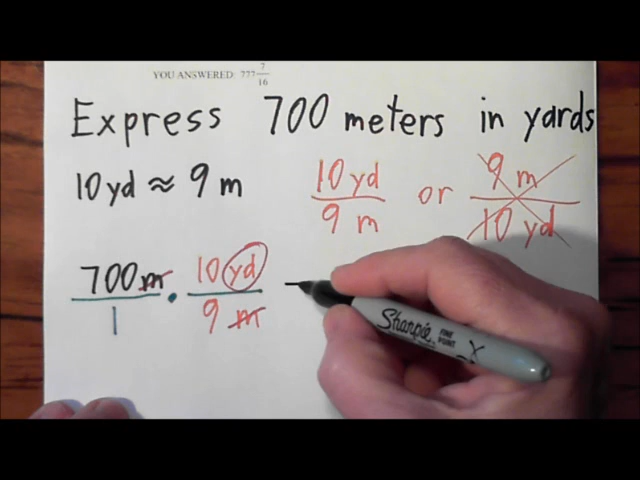 YOU ANSWERED: 777 7/16
Express 700 meters in yards
10 yd ≈ 9 m
10 yd / 9 m or 9 m / 10 yd
700 m / 1 · 10 yd / 9 m
Sharpie FINE POINT